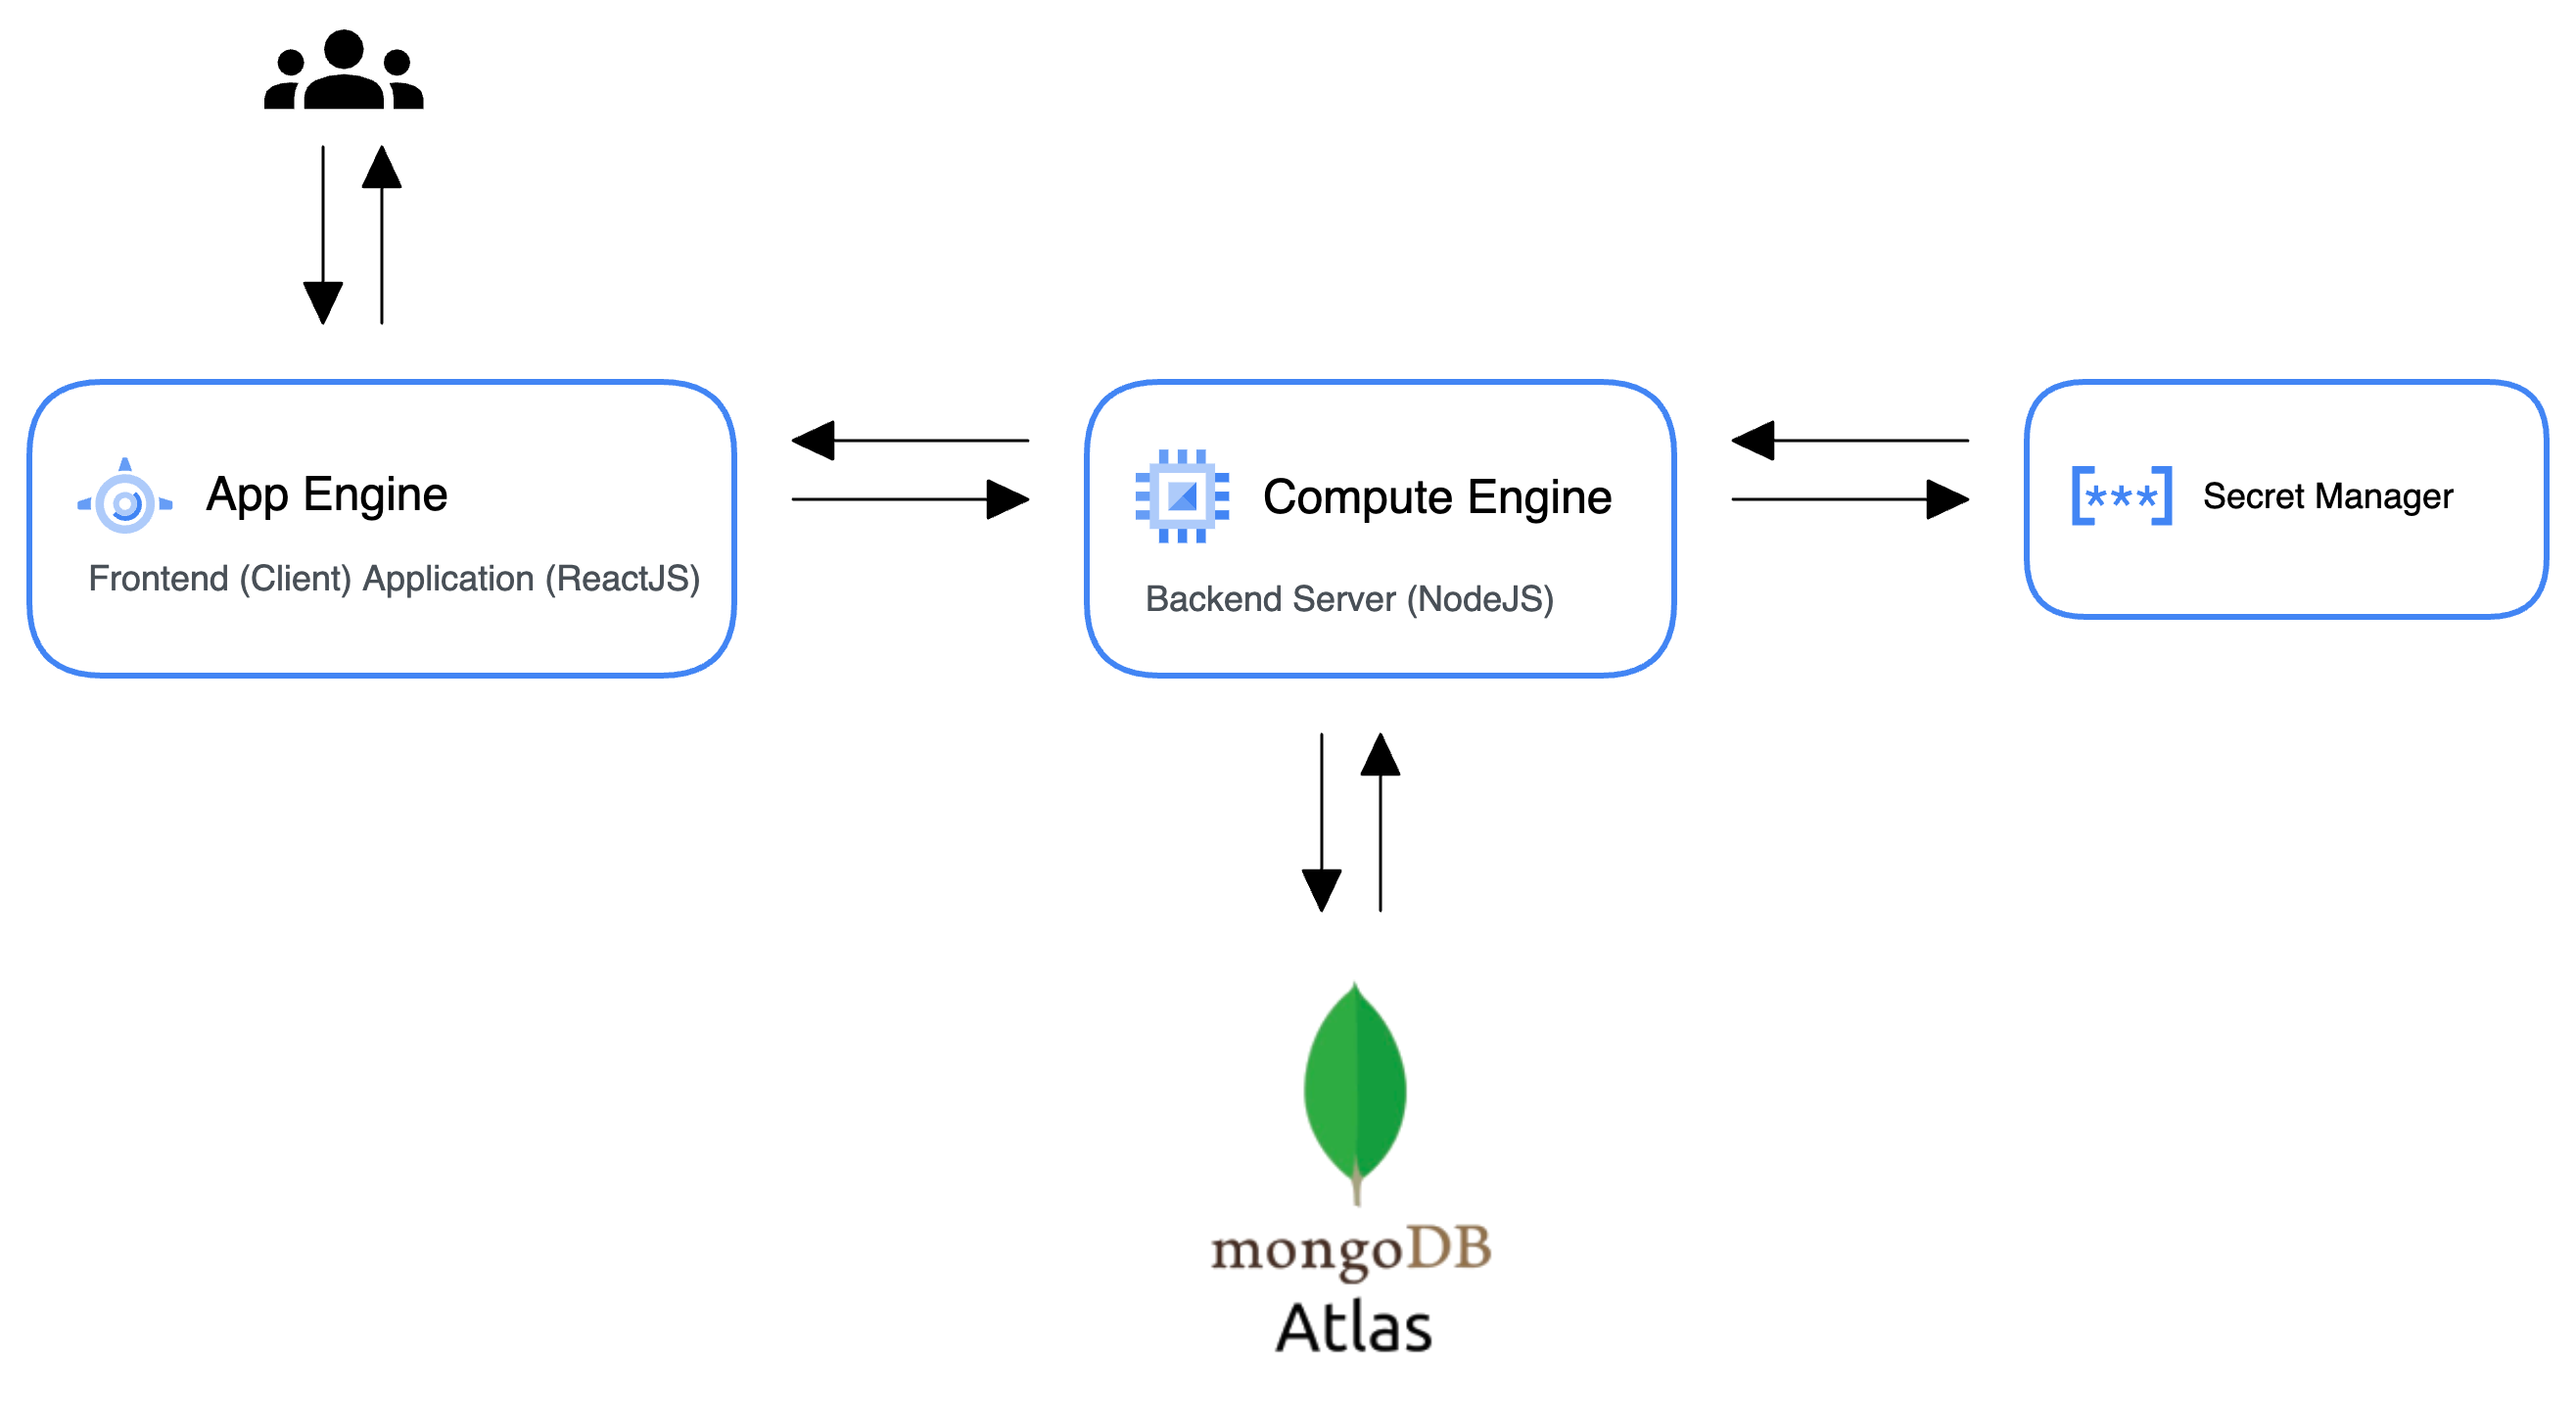 App Engine
Frontend (Client) Application (ReactJS)
Compute Engine
Backend Server (NodeJS)
[***] Secret Manager
mongoDB
Atlas